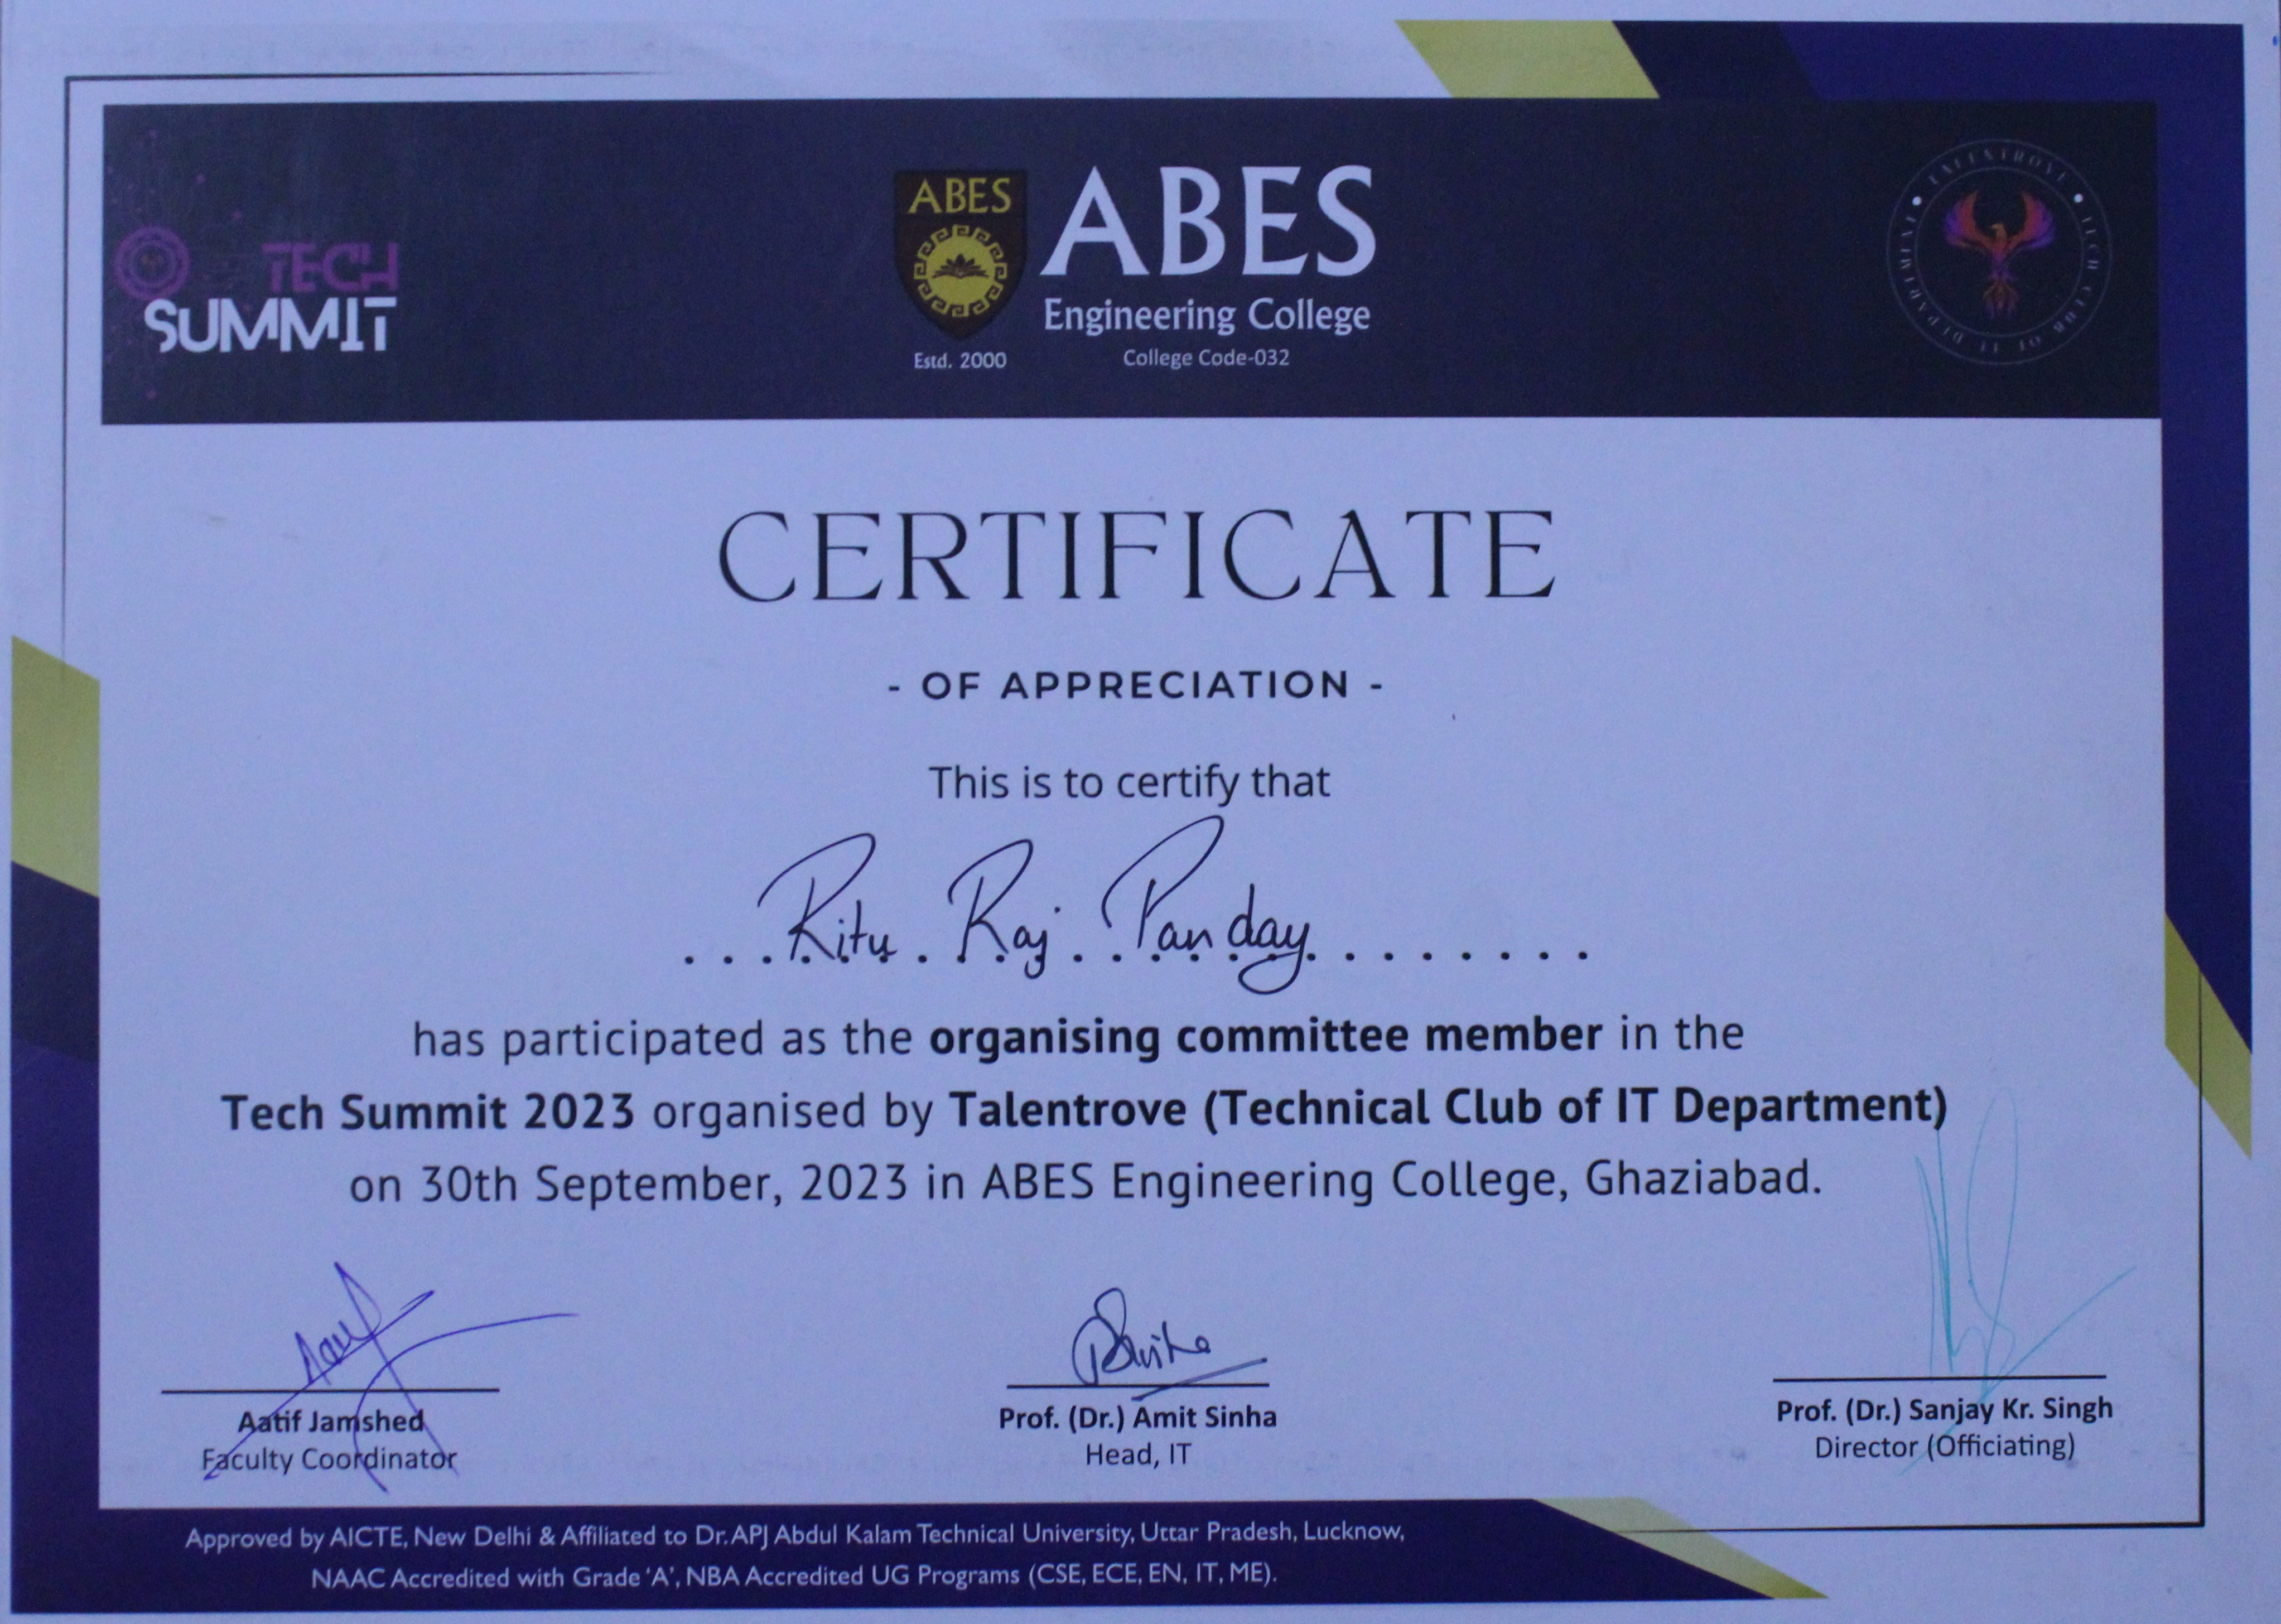 TECH
SUMMIT
ABES
Estd. 2000
ABES
Engineering College
College Code-032
TALENTROVE • TECH CLUB OF IT DEPARTMENT •
CERTIFICATE
- OF APPRECIATION -
This is to certify that
...Ritu. Raj. Panday........
has participated as the organising committee member in the
Tech Summit 2023 organised by Talentrove (Technical Club of IT Department)
on 30th September, 2023 in ABES Engineering College, Ghaziabad.
Aatif Jamshed
Faculty Coordinator
Sinha
Prof. (Dr.) Amit Sinha
Head, IT
Prof. (Dr.) Sanjay Kr. Singh
Director (Officiating)
Approved by AICTE, New Delhi & Affiliated to Dr. APJ Abdul Kalam Technical University, Uttar Pradesh, Lucknow,
NAAC Accredited with Grade 'A', NBA Accredited UG Programs (CSE, ECE, EN, IT, ME).